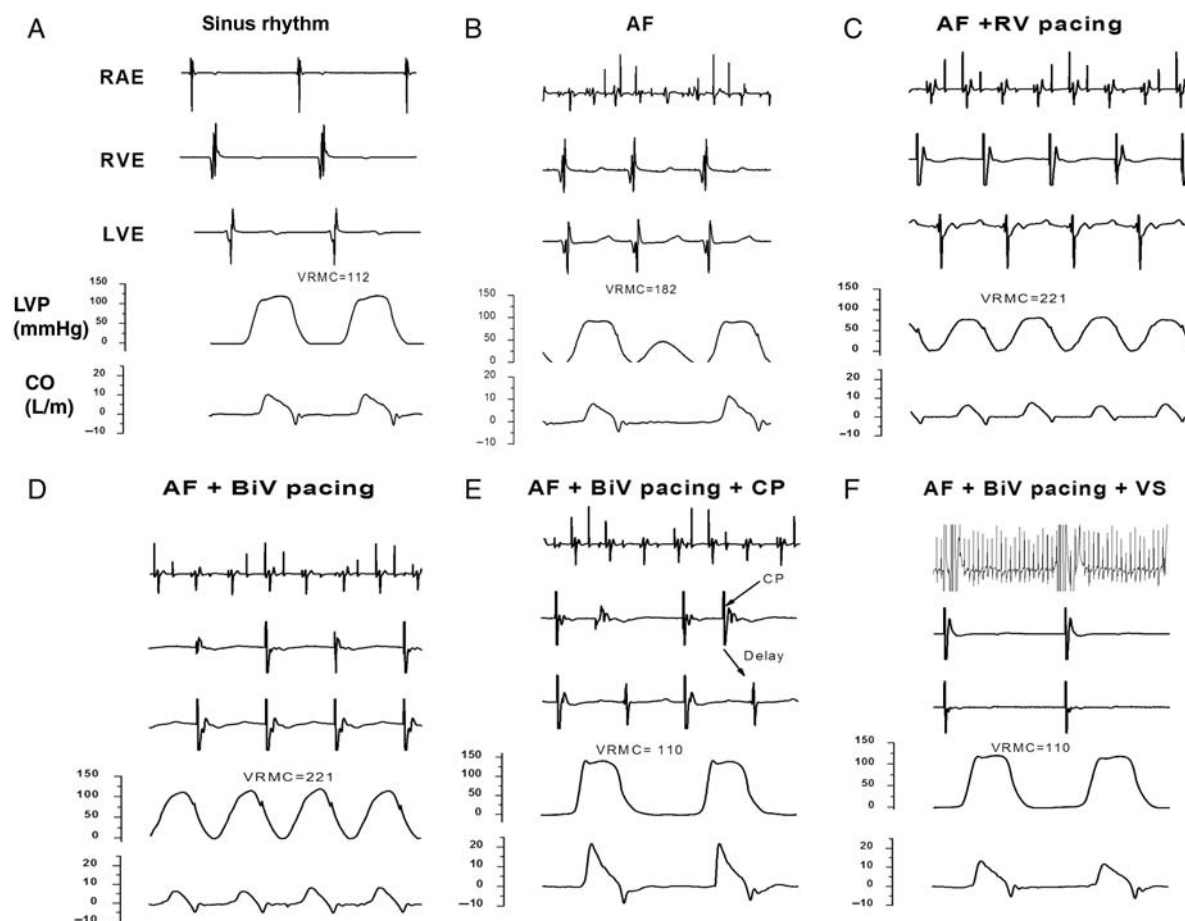 A
Sinus rhythm
RAE
RVE
LVE
VRMC=112
LVP
(mmHg)
150
100
50
0
CO
(L/m)
20
10
0
−10
B
AF
VRMC=182
150
100
50
0
20
10
0
−10
C
AF +RV pacing
VRMC=221
150
100
50
0
20
10
0
−10
D
AF + BiV pacing
VRMC=221
150
100
50
0
20
10
0
−10
E
AF + BiV pacing + CP
CP
Delay
VRMC= 110
150
100
50
0
20
10
0
−10
F
AF + BiV pacing + VS
VRMC=110
150
100
50
0
20
10
0
−10